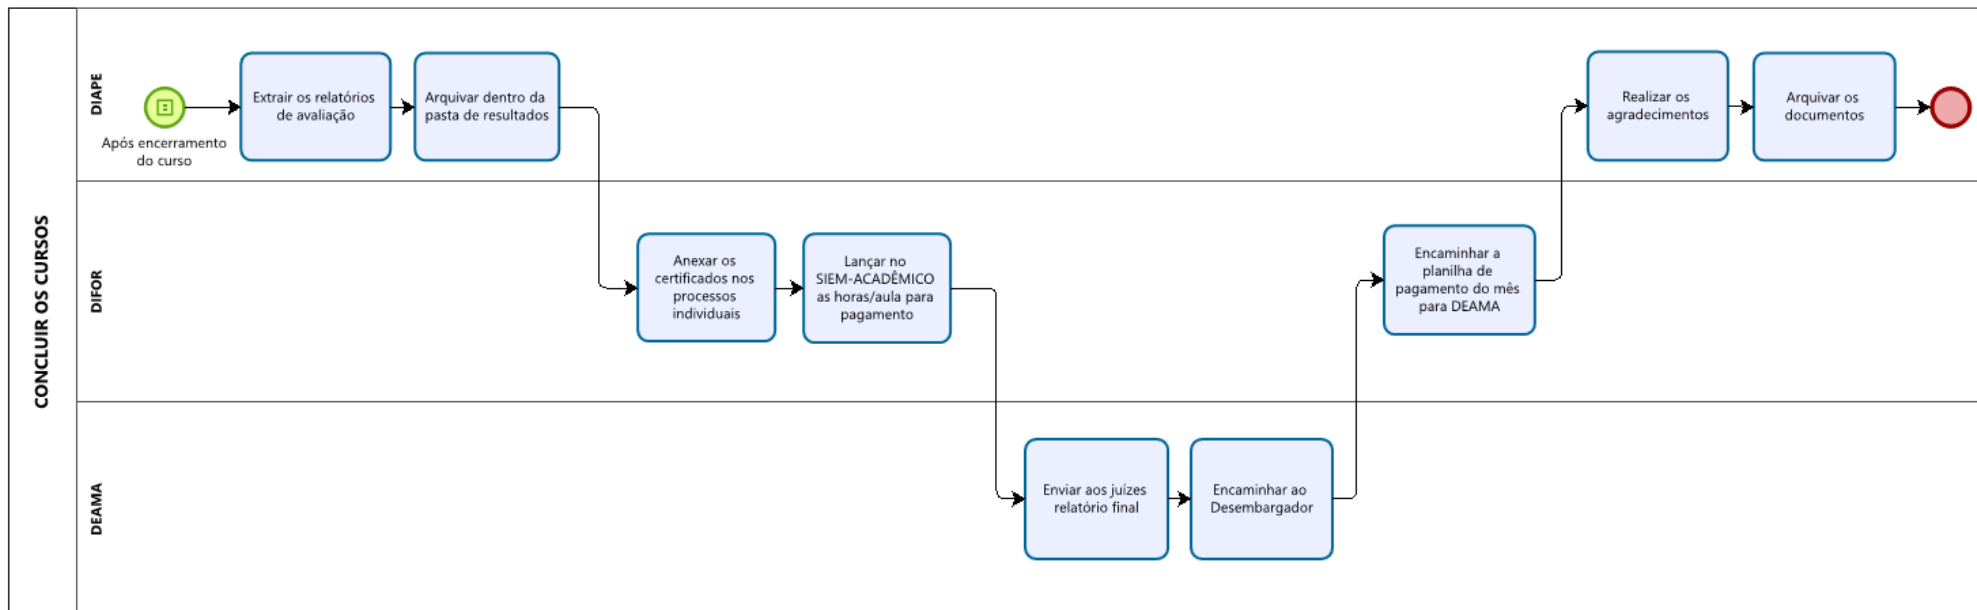 CONCLUIR OS CURSOS
DIAPE
Após encerramento
do curso
Extrair os relatórios
de avaliação
Arquivar dentro da
pasta de resultados
Realizar os
agradecimentos
Arquivar os
documentos
DIFOR
Anexar os
certificados nos
processos
individuais
Lançar no
SIEM-ACADÊMICO
as horas/aula para
pagamento
Encaminhar a
planilha de
pagamento do mês
para DEAMA
DEAMA
Enviar aos juízes
relatório final
Encaminhar ao
Desembargador